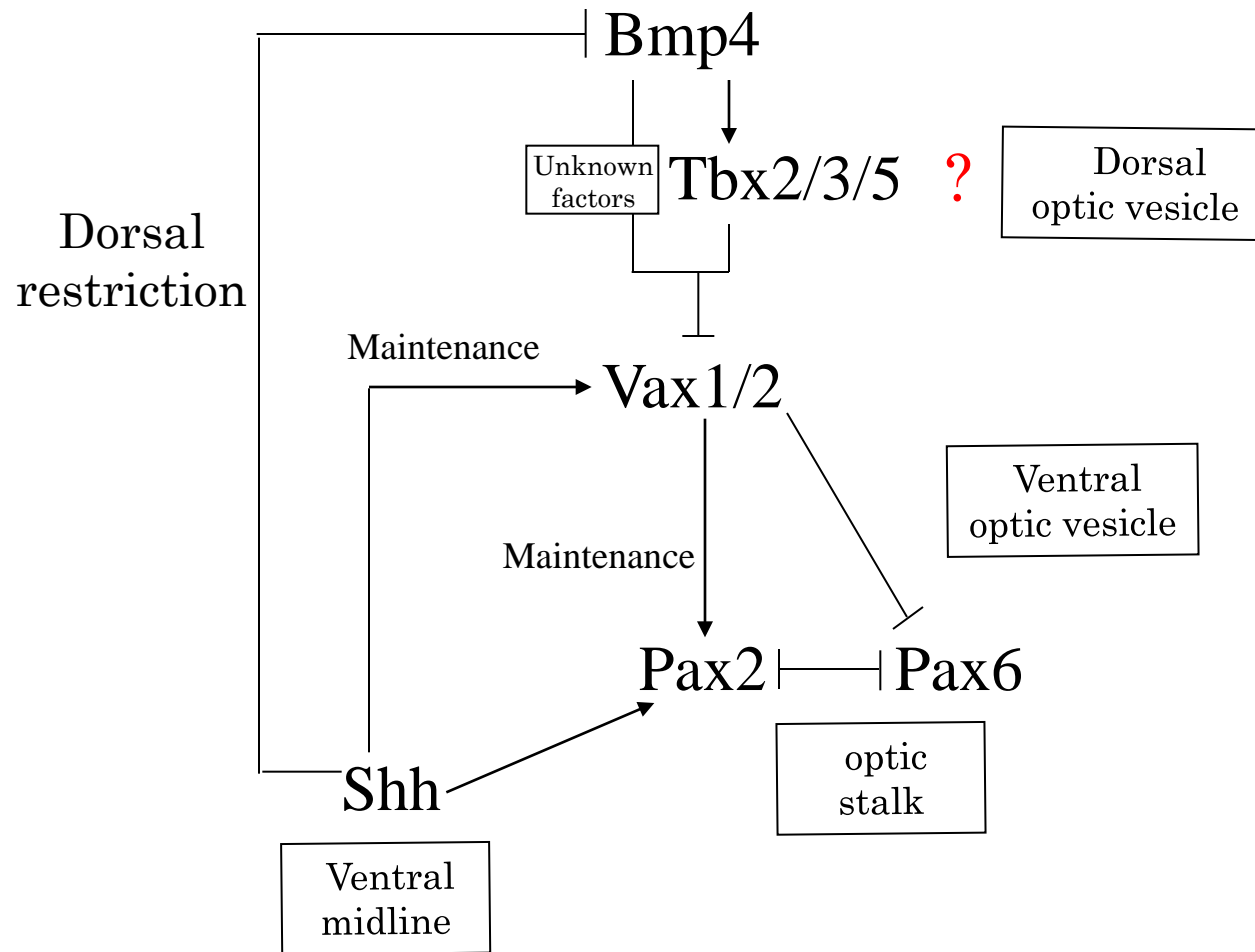 Bmp4
Unknown
factors
Tbx2/3/5 ?
Dorsal
optic vesicle
Dorsal
restriction
Maintenance
Vax1/2
Ventral
optic vesicle
Maintenance
Pax2
Pax6
optic
stalk
Shh
Ventral
midline